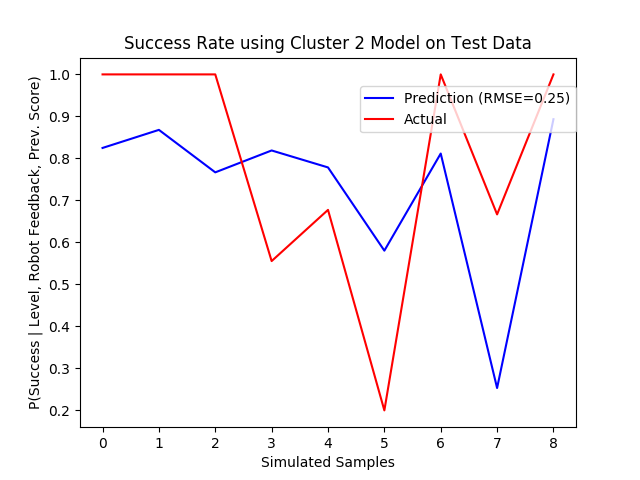 Success Rate using Cluster 2 Model on Test Data
P(Success | Level, Robot Feedback, Prev. Score)
1.0
0.9
0.8
0.7
0.6
0.5
0.4
0.3
0.2
Prediction (RMSE=0.25)
Actual
0 1 2 3 4 5 6 7 8
Simulated Samples